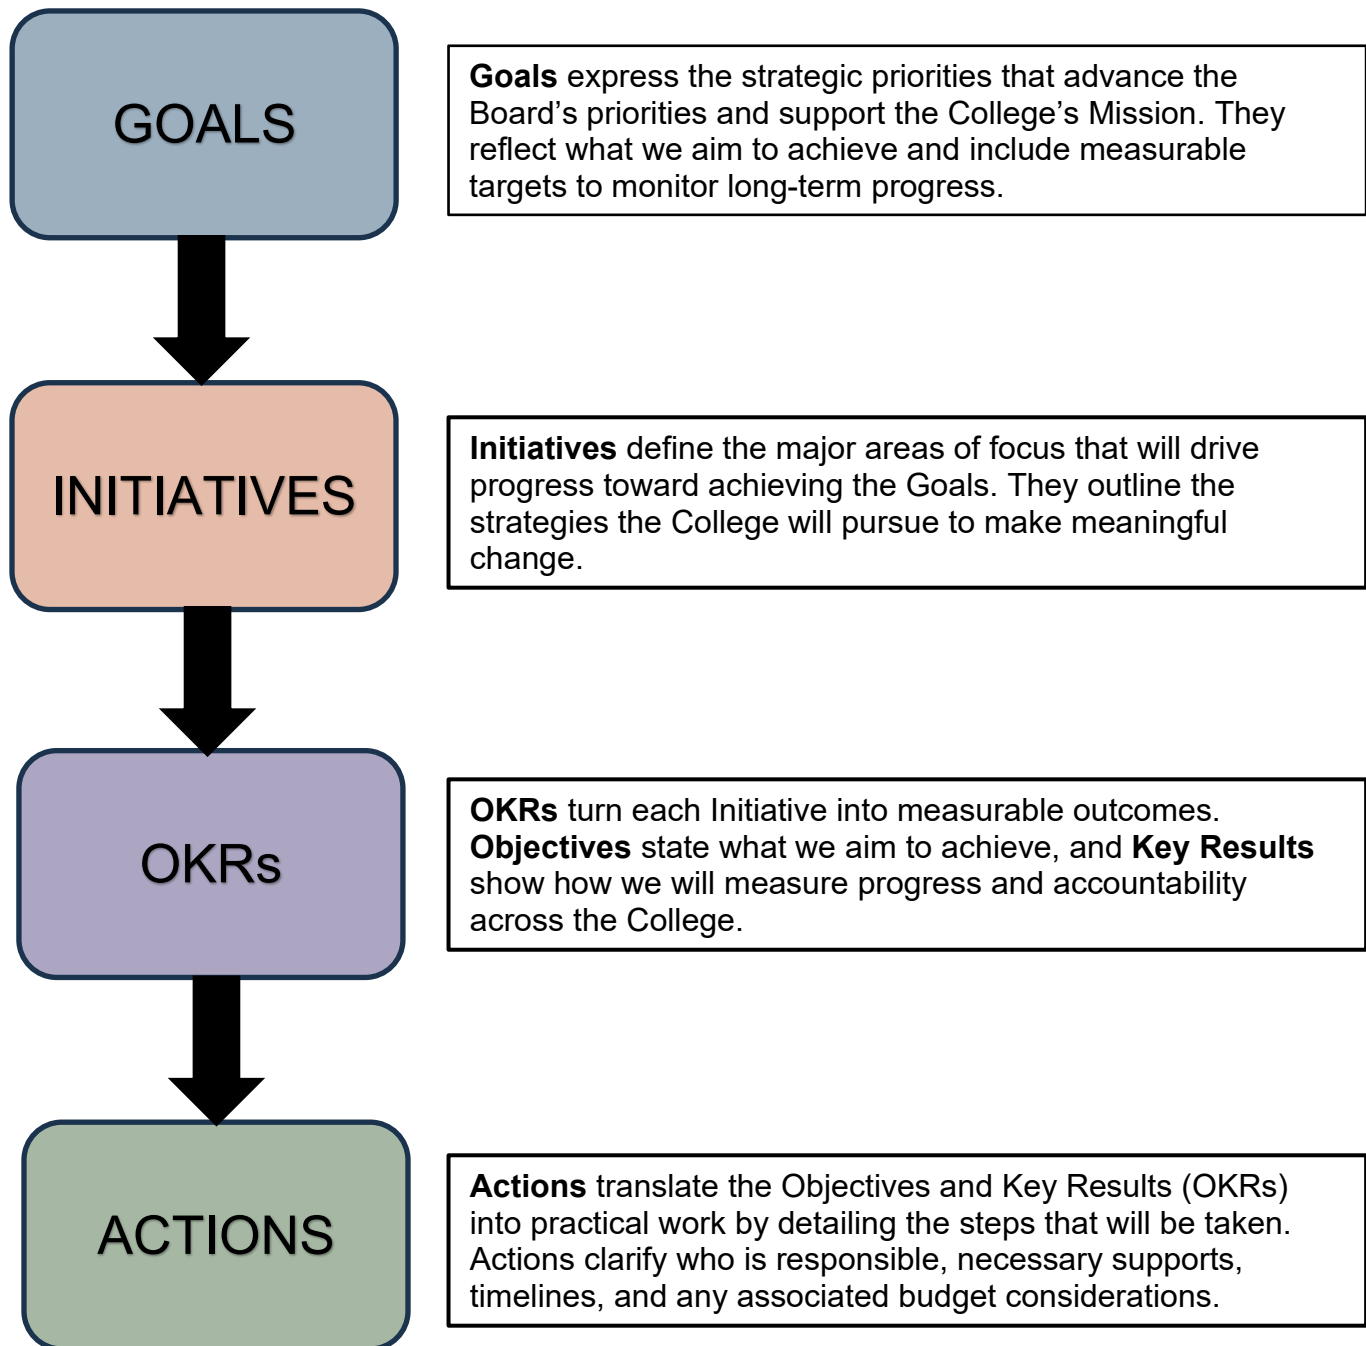 GOALS
Goals express the strategic priorities that advance the
Board’s priorities and support the College’s Mission. They
reflect what we aim to achieve and include measurable
targets to monitor long-term progress.
INITIATIVES
Initiatives define the major areas of focus that will drive
progress toward achieving the Goals. They outline the
strategies the College will pursue to make meaningful
change.
OKRs
OKRs turn each Initiative into measurable outcomes.
Objectives state what we aim to achieve, and Key Results
show how we will measure progress and accountability
across the College.
ACTIONS
Actions translate the Objectives and Key Results (OKRs)
into practical work by detailing the steps that will be taken.
Actions clarify who is responsible, necessary supports,
timelines, and any associated budget considerations.